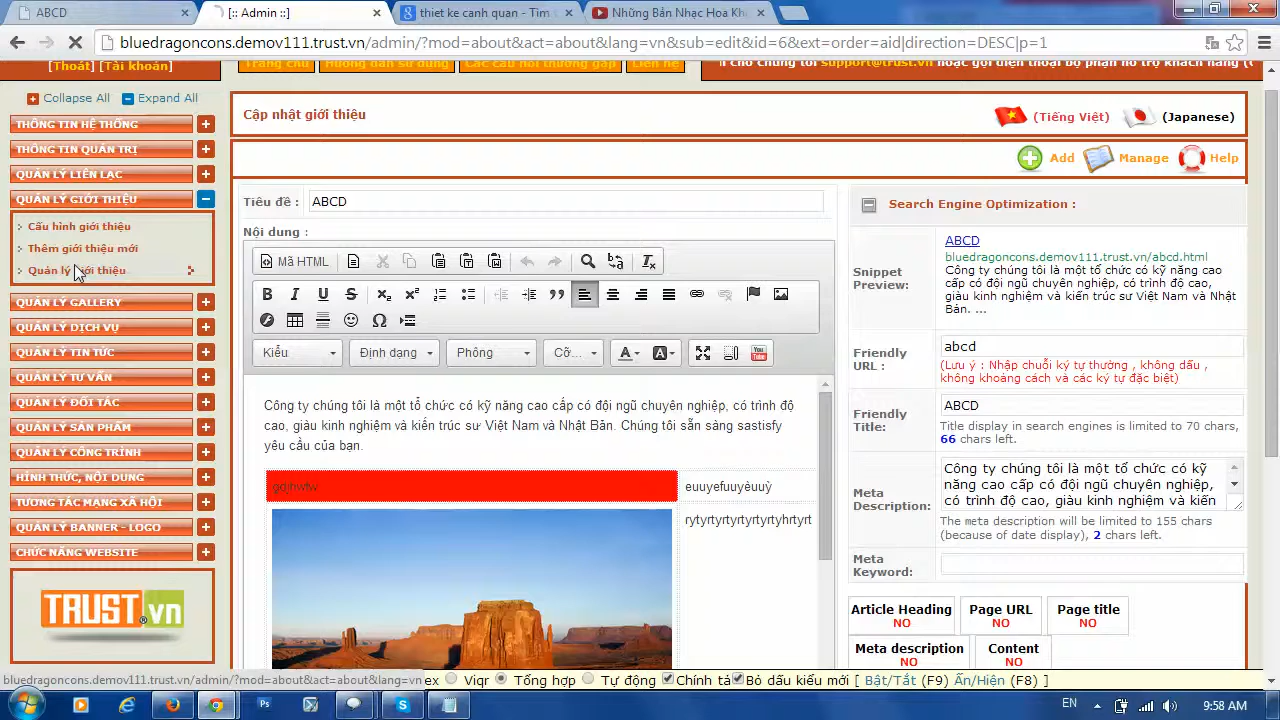 ABCD
[:: Admin ::]
thiet ke canh quan - Tìm
Những Bản Nhạc Hoa Kh
bluedragoncons.demov111.trust.vn/admin/?mod=about&act=about&lang=vn&sub=edit&id=6&ext=order=aid|direction=DESC|p=1
[Thoát] [Tài khoản]
Trang chủ
Hướng dẫn sử dụng
Các câu hỏi thường gặp
Liên hệ
cho chúng tôi support@trust.vn hoặc gọi điện thoại bộ phận hỗ trợ khách hàng
Collapse All
Expand All
THÔNG TIN HỆ THỐNG
THÔNG TIN QUẢN TRỊ
QUẢN LÝ LIÊN LẠC
QUẢN LÝ GIỚI THIỆU
Cấu hình giới thiệu
Thêm giới thiệu mới
Quản lý giới thiệu
QUẢN LÝ GALLERY
QUẢN LÝ DỊCH VỤ
QUẢN LÝ TIN TỨC
QUẢN LÝ TƯ VẤN
QUẢN LÝ ĐỐI TÁC
QUẢN LÝ SẢN PHẨM
QUẢN LÝ CÔNG TRÌNH
HÌNH THỨC, NỘI DUNG
TƯƠNG TÁC MẠNG XÃ HỘI
QUẢN LÝ BANNER - LOGO
CHỨC NĂNG WEBSITE
TRUST®.vn
Cập nhật giới thiệu
(Tiếng Việt)
(Japanese)
Add
Manage
Help
Tiêu đề :
ABCD
Nội dung :
Mã HTML
Kiểu
Định dạng
Phông
Cỡ...
Công ty chúng tôi là một tổ chức có kỹ năng cao cấp có đội ngũ chuyên nghiệp, có trình độ
cao, giàu kinh nghiệm và kiến trúc sư Việt Nam và Nhật Bản. Chúng tôi sẵn sàng sastisfy
yêu cầu của bạn.
euuyefuuyeuuỳ
rytyrtyrtyrtyrtyrtyhrtyrt
Search Engine Optimization :
Snippet
Preview:
ABCD
bluedragoncons.demov111.trust.vn/abcd.html
Công ty chúng tôi là một tổ chức có kỹ năng
cao cấp có đội ngũ chuyên nghiệp, có trình độ
cao, giàu kinh nghiệm và kiến trúc sư Việt Nam và Nhật
Bản. ...
Friendly
URL :
abcd
(Lưu ý : Nhập chuỗi ký tự thường , không dấu ,
không khoảng cách và các ký tự đặc biệt)
Friendly
Title:
ABCD
Title display in search engines is limited to 70 chars,
66 chars left.
Meta
Description:
Công ty chúng tôi là một tổ chức có kỹ
năng cao cấp có đội ngũ chuyên nghiệp,
có trình độ cao, giàu kinh nghiệm và kiến
The meta description will be limited to 155 chars
(because of date display), 2 chars left.
Meta
Keyword:
Article Heading
NO
Page URL
NO
Page title
NO
Meta description
NO
Content
NO
bluedragoncons.demov111.trust.vn/admin/?mod=about&act=about&lang=vn
ex
Viqr
Tổng hợp
Tự động
Chính tả
Bỏ dấu kiểu mới [ Bật/Tắt (F9) Ẩn/Hiện (F8) ]
EN
9:58 AM